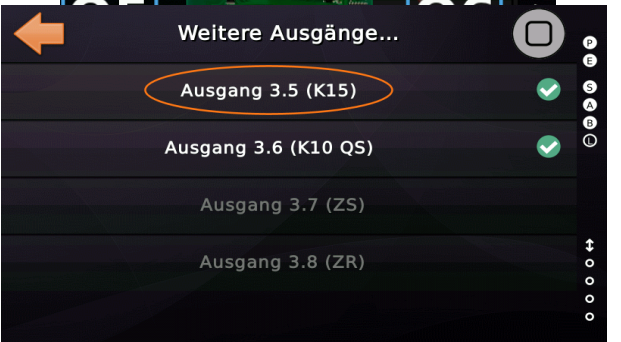 Weitere Ausgänge...
Ausgang 3.5 (K15)
Ausgang 3.6 (K10 QS)
Ausgang 3.7 (ZS)
Ausgang 3.8 (ZR)
P
E
S
A
B
L